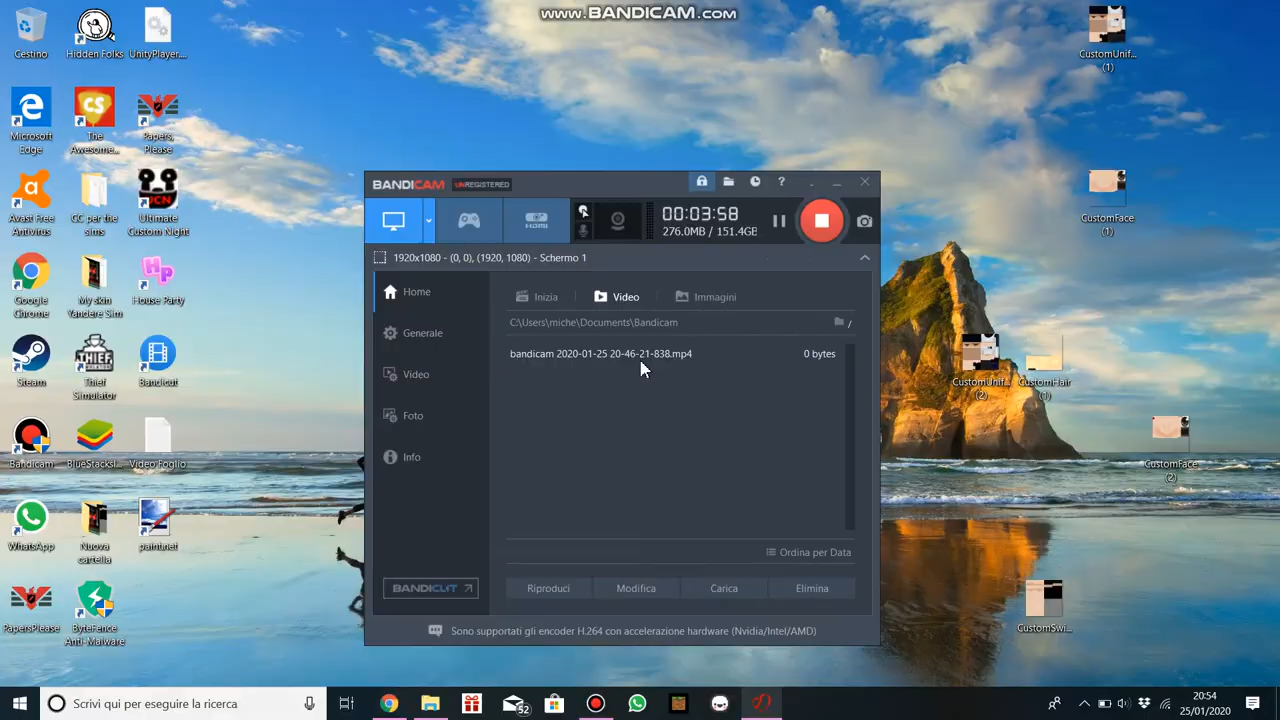 www.BANDICAM.com
Cestino
Hidden Folks
UnityPlayer....
CustomUnif...
(1)
Microsoft
Edge
The
Awesome...
Papers,
Please
BANDICAM UNREGISTERED
?
HDMI
00:03:58
276.0MB / 151.4GB
1920x1080 - (0, 0), (1920, 1080) - Schermo 1
Avast Free
Antivirus
CC per the
sims
Ultimate
Custom Night
CustomFace
(1)
Home
Generale
Video
Foto
Info
Inizia
Video
Immagini
C:\Users\miche\Documents\Bandicam
/
bandicam 2020-01-25 20-46-21-838.mp4
0 bytes
Google
Chrome
My skin
Yandere Sim
House Party
Steam
Thief
Simulator
Bandicut
CustomUnif...
(2)
CustomHair
(1)
Bandicam
BlueStacks...
Video Foglio
CustomFace
(2)
WhatsApp
Nuova
cartella
paint.net
Ordina per Data
BANDICUT
Riproduci
Modifica
Carica
Elimina
PapersPlease
ByteFence
Anti-Malware
CustomSwi...
Sono supportati gli encoder H.264 con accelerazione hardware (Nvidia/Intel/AMD)
Scrivi qui per eseguire la ricerca
52
20:54
25/01/2020